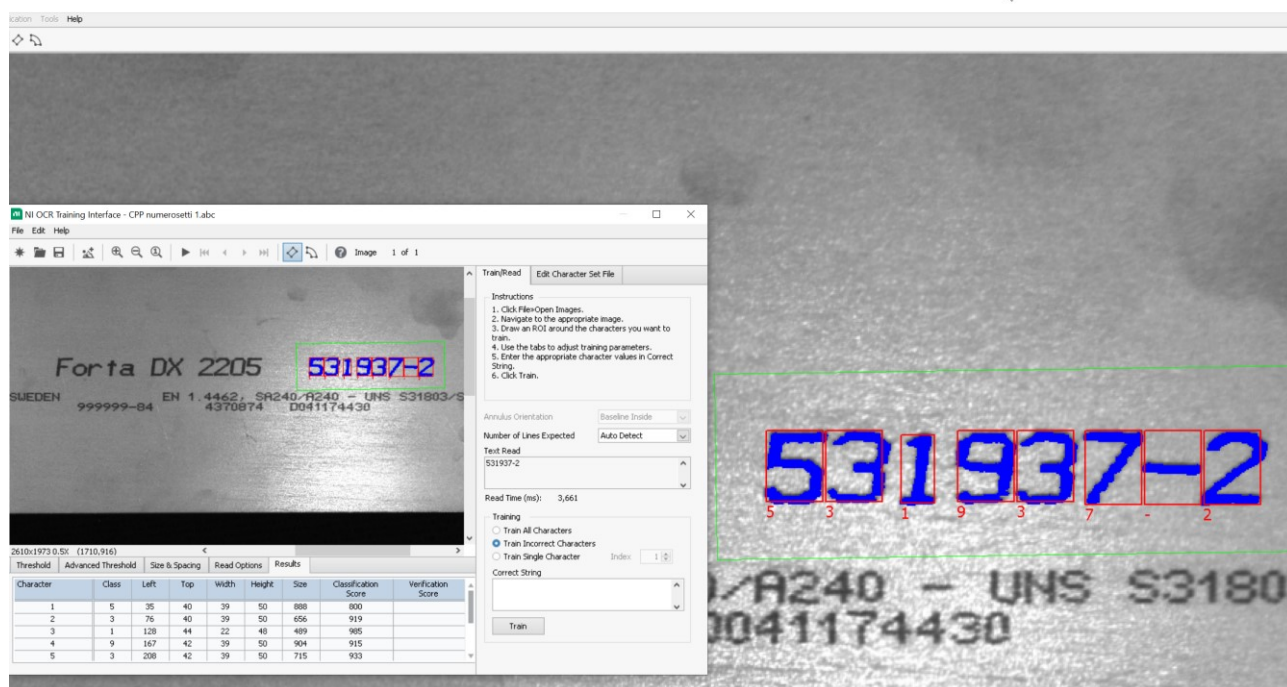 ication Tools Help
NI OCR Training Interface - CPP numerosetti 1.abc
File Edit Help
Image 1 of 1
Train/Read Edit Character Set File
Instructions
1. Click File>Open Images.
2. Navigate to the appropriate image.
3. Draw an ROI around the characters you want to
train.
4. Use the tabs to adjust training parameters.
5. Enter the appropriate character values in Correct
String.
6. Click Train.
Forta DX 2205 531937-2
SWEDEN EN 1.4462, SA240/A240 - UNS S31803/S
999999-84 4370874 D041174430
Annulus Orientation Baseline Inside
Number of Lines Expected Auto Detect
Text Read
531937-2
Read Time (ms): 3,661
Training
Train All Characters
Train Incorrect Characters
Train Single Character Index 1
Correct String
Train
2610x1973 0.5X (1710,916)
Threshold Advanced Threshold Size & Spacing Read Options Results
Character Class Left Top Width Height Size Classification Score Verification Score
1 5 35 40 39 50 888 800
2 3 76 40 39 50 656 919
3 1 128 44 22 48 489 985
4 9 167 42 39 50 904 915
5 3 208 42 39 50 715 933
531937-2
5 3 1 9 3 7 - 2
/A240 - UNS S3180
D041174430